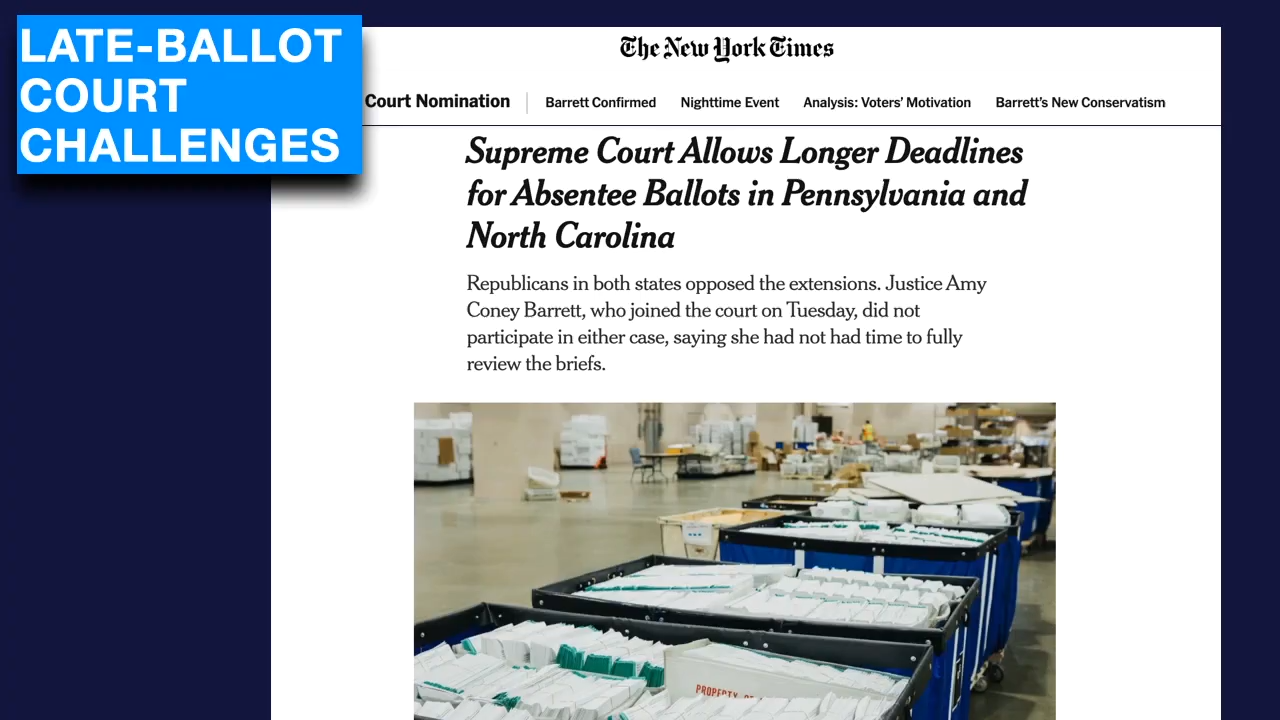 LATE-BALLOT
COURT
CHALLENGES
The New York Times
Court Nomination
Barrett Confirmed
Nighttime Event
Analysis: Voters' Motivation
Barrett's New Conservatism
Supreme Court Allows Longer Deadlines
for Absentee Ballots in Pennsylvania and
North Carolina
Republicans in both states opposed the extensions. Justice Amy
Coney Barrett, who joined the court on Tuesday, did not
participate in either case, saying she had not had time to fully
review the briefs.
PROPERTY OF